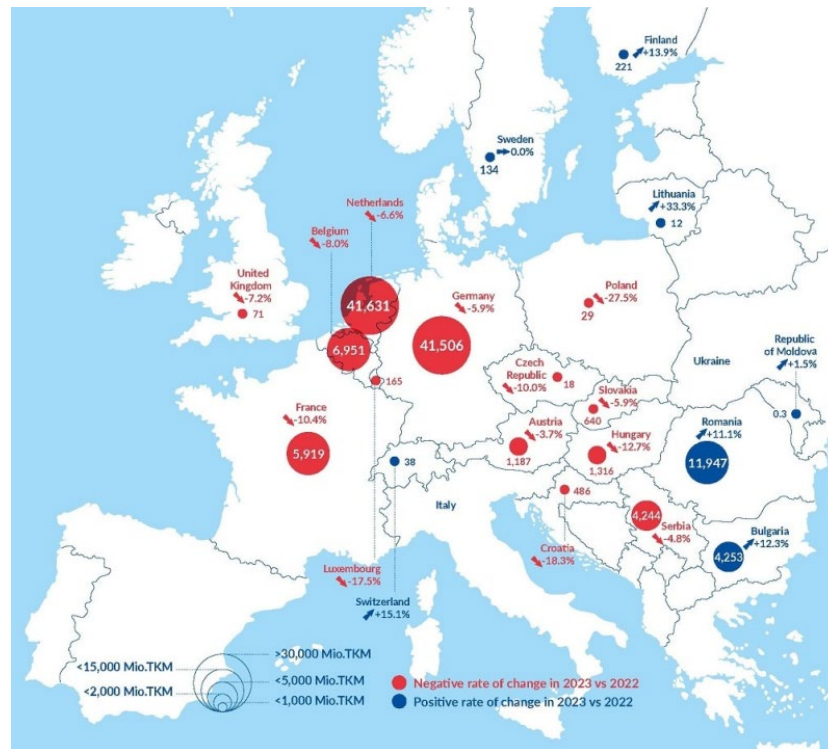 Finland
+13.9%
221
Sweden
0.0%
134
Lithuania
+33.3%
12
Netherlands
-6.6%
Belgium
-8.0%
United
Kingdom
-7.2%
71
41,631
Germany
-5.9%
41,506
Poland
-27.5%
29
6,951
165
Czech
Republic
-10.0%
18
Ukraine
Republic
of Moldova
+1.5%
0.3
Slovakia
-5.9%
640
France
-10.4%
5,919
Austria
-3.7%
1,187
Hungary
-12.7%
1,316
Romania
+11.1%
11,947
38
Italy
486
4,244
Serbia
-4.8%
Bulgaria
+12.3%
4,253
Croatia
-18.3%
Luxembourg
-17.5%
Switzerland
+15.1%
>30,000 Mio.TKM
<15,000 Mio.TKM
<5,000 Mio.TKM
<2,000 Mio.TKM
<1,000 Mio.TKM
Negative rate of change in 2023 vs 2022
Positive rate of change in 2023 vs 2022